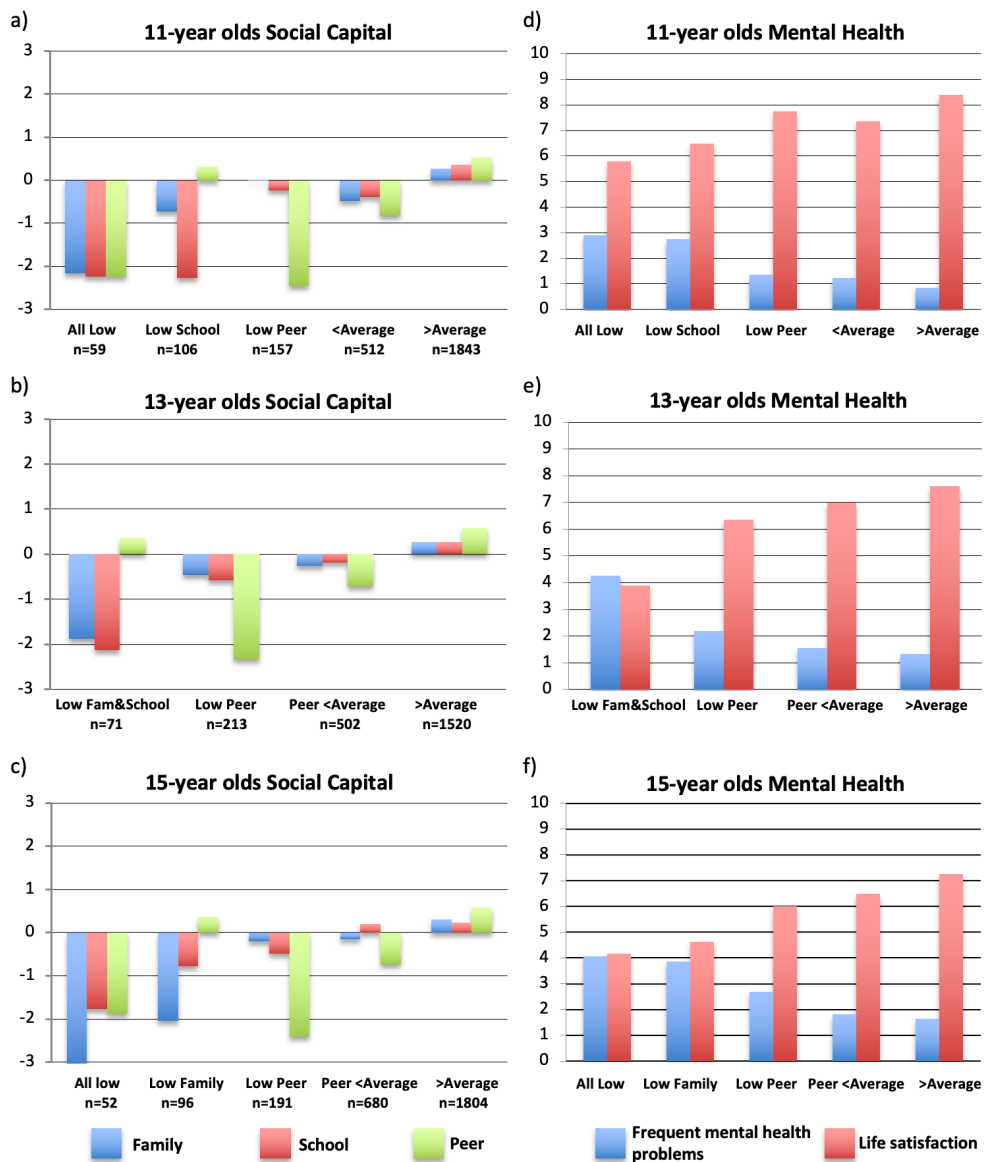 a)
11-year olds Social Capital
3
2
1
0
-1
-2
-3
All Low
n=59
Low School
n=106
Low Peer
n=157
<Average
n=512
>Average
n=1843
d)
11-year olds Mental Health
10
9
8
7
6
5
4
3
2
1
0
All Low
Low School
Low Peer
<Average
>Average
b)
13-year olds Social Capital
3
2
1
0
-1
-2
-3
Low Fam&School
n=71
Low Peer
n=213
Peer <Average
n=502
>Average
n=1520
e)
13-year olds Mental Health
10
9
8
7
6
5
4
3
2
1
0
Low Fam&School
Low Peer
Peer <Average
>Average
c)
15-year olds Social Capital
3
2
1
0
-1
-2
-3
All low
n=52
Low Family
n=96
Low Peer
n=191
Peer <Average
n=680
>Average
n=1804
Family
School
Peer
f)
15-year olds Mental Health
10
9
8
7
6
5
4
3
2
1
0
All Low
Low Family
Low Peer
Peer <Average
>Average
Frequent mental health
problems
Life satisfaction